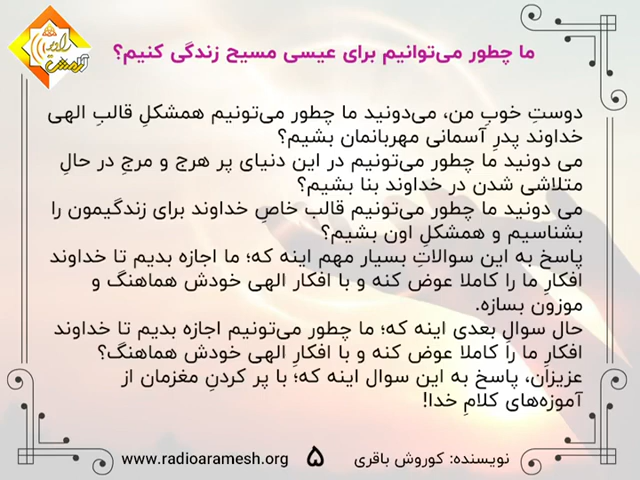 رادیو
آرامش
ما چطور می‌توانیم برای عیسی مسیح زندگی کنیم؟
دوستِ خوبِ من، می‌دونید ما چطور می‌تونیم همشکلِ قالبِ الهی
خداوند پدرِ آسمانی مهربانمان بشیم؟
می دونید ما چطور می‌تونیم در این دنیای پر هرج و مرجِ در حالِ
متلاشی شدن در خداوند بنا بشیم؟
می دونید ما چطور می‌تونیم قالب خاصِ خداوند برای زندگیمون را
بشناسیم و همشکلِ اون بشیم؟
پاسخ به این سوالاتِ بسیار مهم اینه که؛ ما اجازه بدیم تا خداوند
افکارِ ما را کاملا عوض کنه و با افکار الهی خودش هماهنگ و
موزون بسازه.
حال سوال بعدی اینه که؛ ما چطور می‌تونیم اجازه بدیم تا خداوند
افکارِ ما را کاملا عوض کنه و با افکارِ الهی خودش هماهنگ؟
عزیزان، پاسخ به این سوال اینه که؛ با پر کردنِ مغزمان از
آموزه‌های کلامِ خدا!
نویسنده: کوروش باقری ۵ www.radioaramesh.org